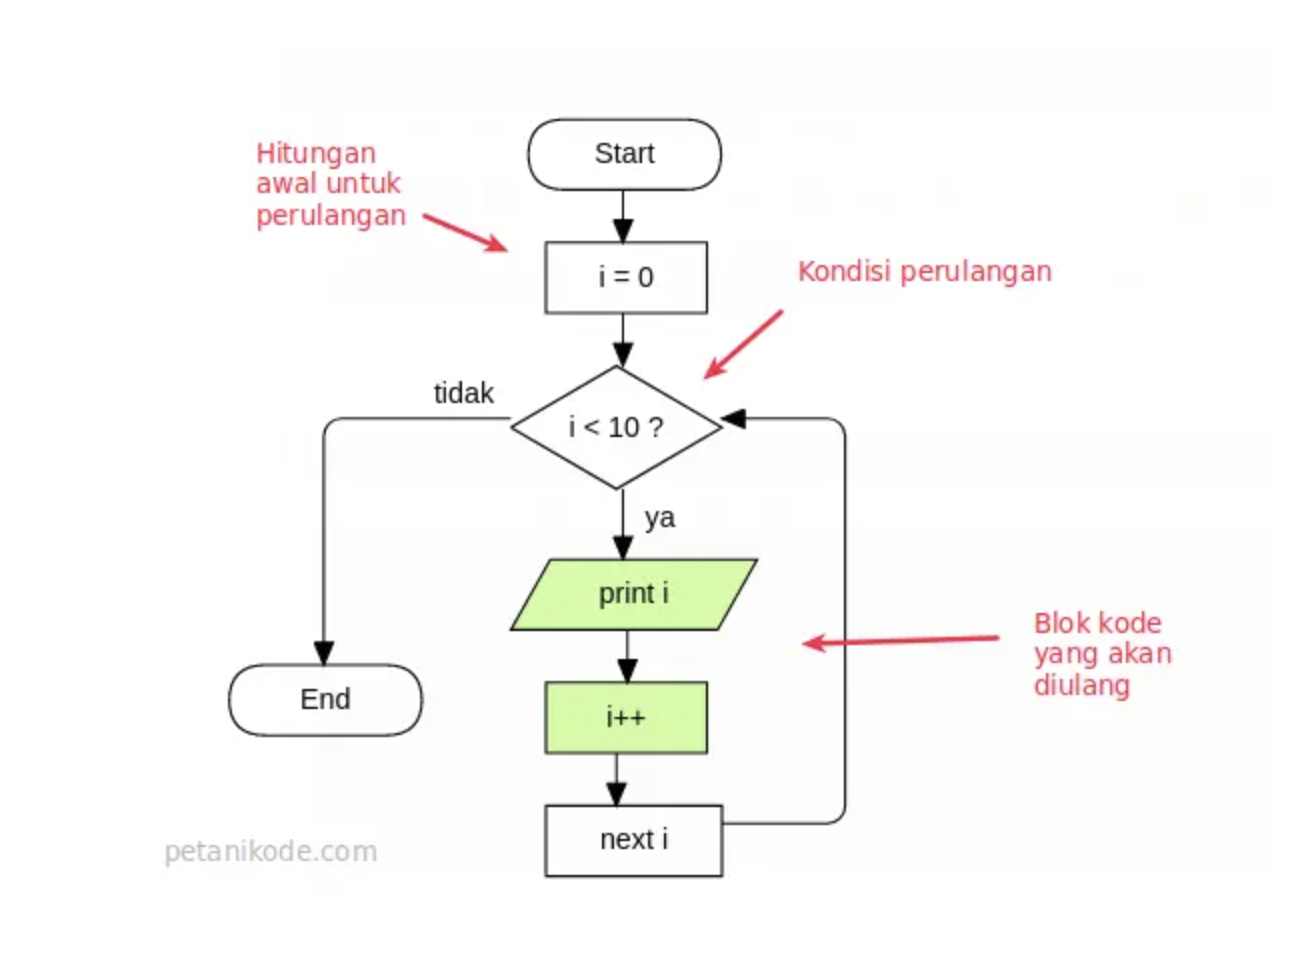 Start
Hitungan
awal untuk
perulangan
i = 0
Kondisi perulangan
tidak
i < 10 ?
ya
print i
Blok kode
yang akan
diulang
End
i++
next i
petanikode.com